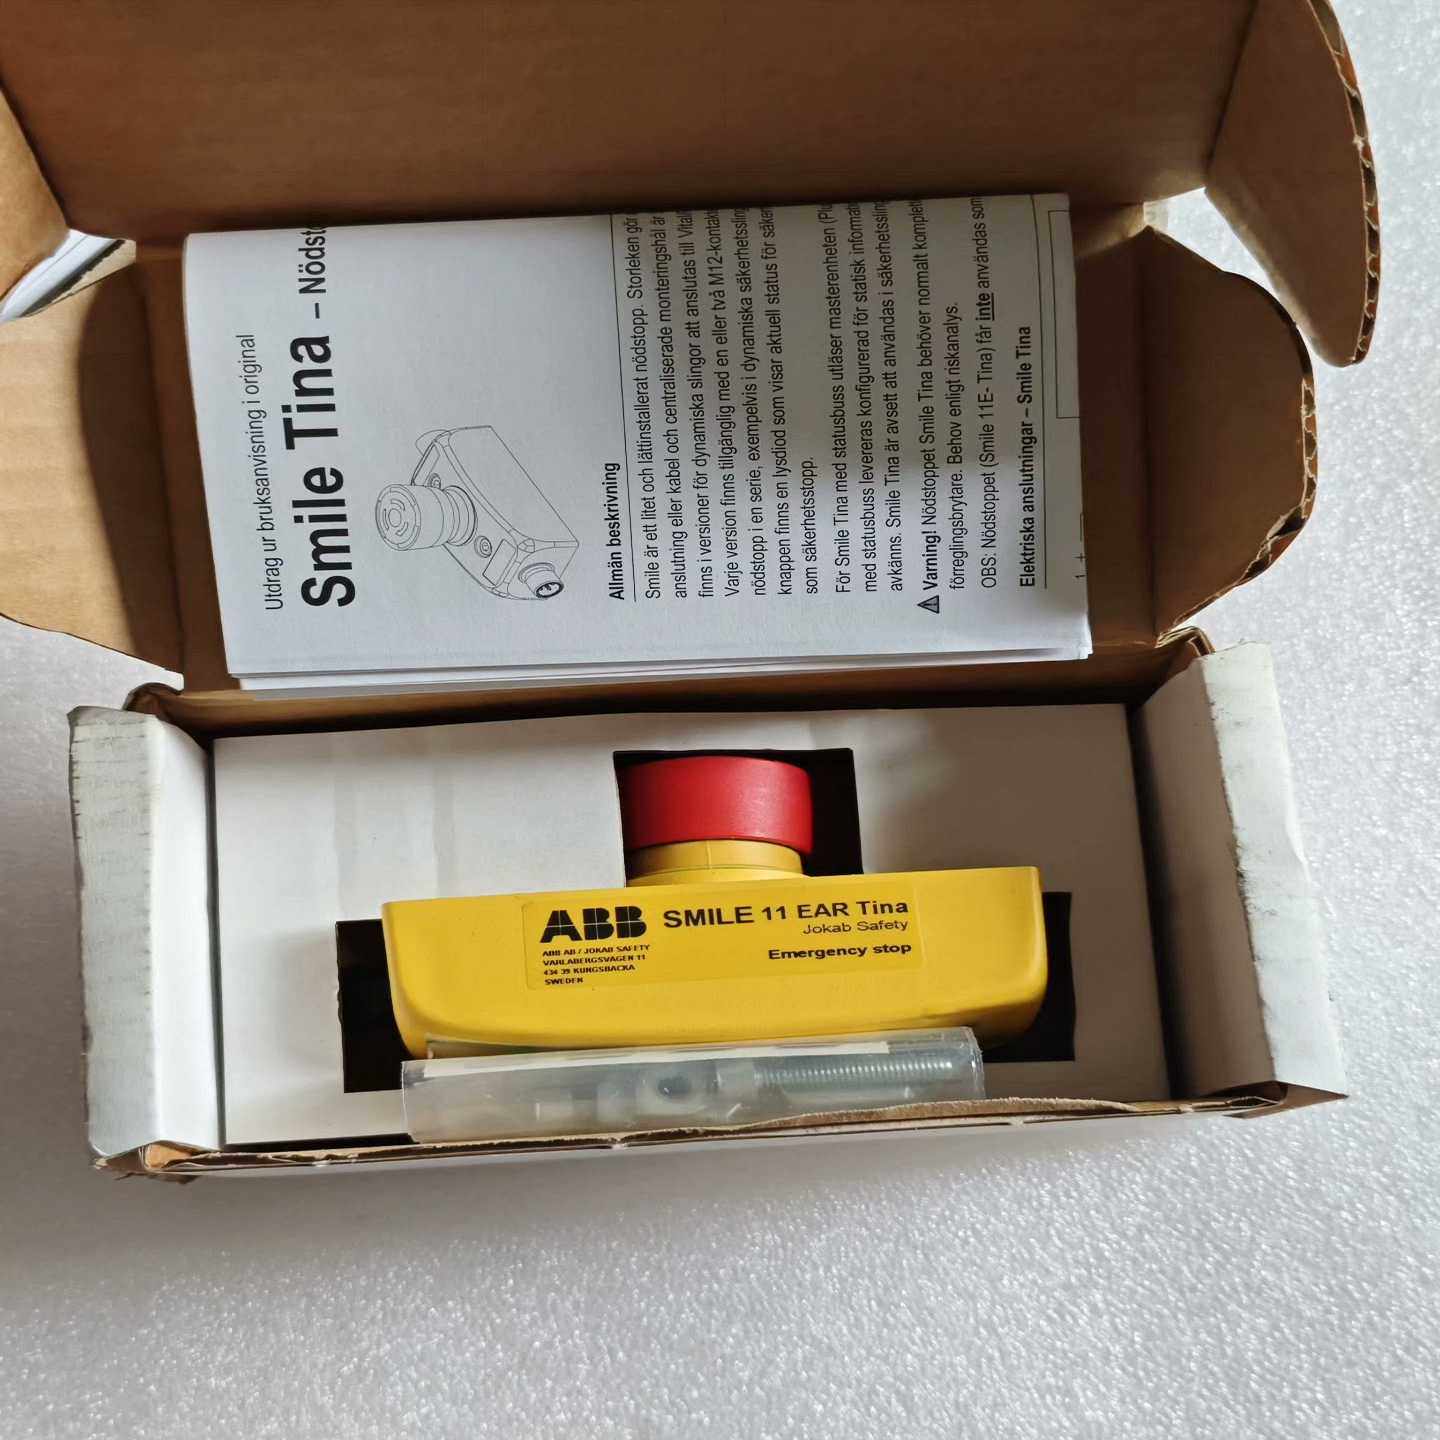 Utdrag ur bruksanvisning i original
Smile Tina – Nödsto
Allmän beskrivning
Smile är ett litet och lättinstallerat nödstopp. Storleken gör
anslutning eller kabel och centraliserade monteringshål är
finns i versioner för dynamiska slingor att anslutas till Vital
Varje version finns tillgänglig med en eller två M12-kontakt
nödstopp i en serie, exempelvis i dynamiska säkerhetssling
knappen finns en lysdiod som visar aktuell status för säker
som säkerhetsstopp.
För Smile Tina med statusbuss utläser masterenheten (Plu
med statusbuss levereras konfigurerad för statisk informat
avkänns. Smile Tina är avsett att användas i säkerhetssling
Varning! Nödstoppet Smile Tina behöver normalt komplett
förreglingsbrytare. Behov enligt riskanalys.
OBS: Nödstoppet (Smile 11E- Tina) får inte användas som
Elektriska anslutningar – Smile Tina
1 +
ABB SMILE 11 EAR Tina
Jokab Safety
Emergency stop
ABB AB / JOKAB SAFETY
VARLABERGSVAGEN 11
434 39 KUNGSBACKA
SWEDEN